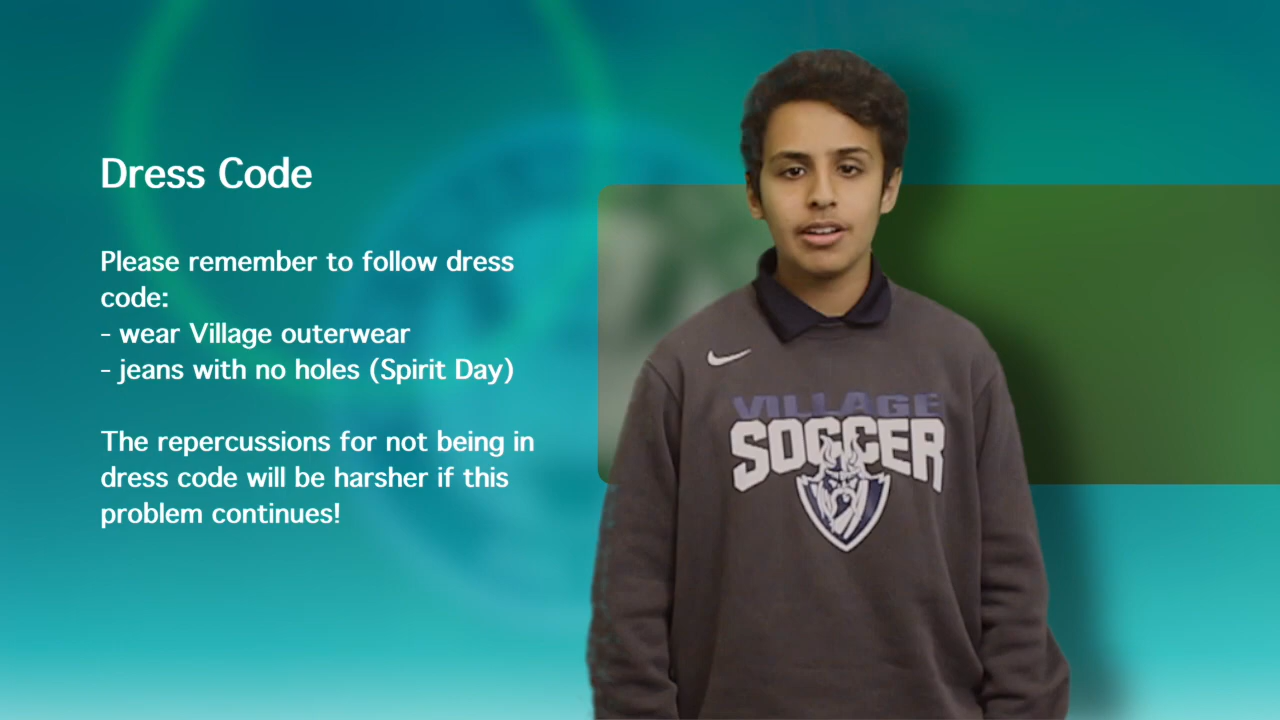 Dress Code
Please remember to follow dress
code:
- wear Village outerwear
- jeans with no holes (Spirit Day)
The repercussions for not being in
dress code will be harsher if this
problem continues!
VILLAGE
SOCCER